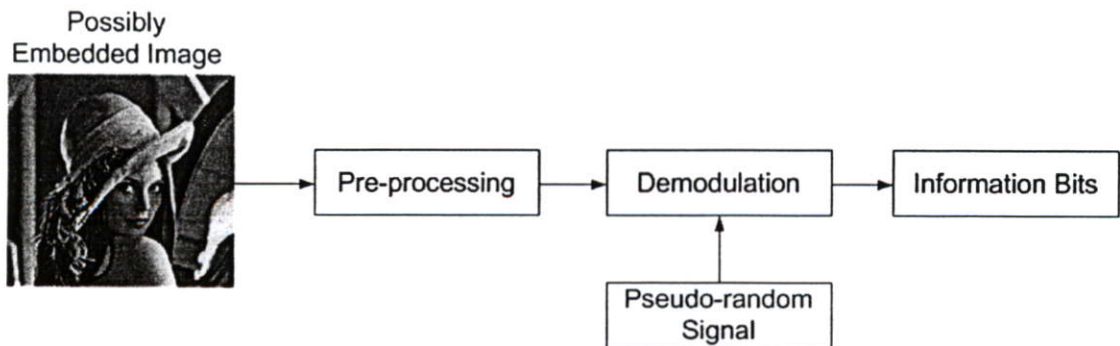 Possibly
Embedded Image
Pre-processing
Demodulation
Information Bits
Pseudo-random
Signal